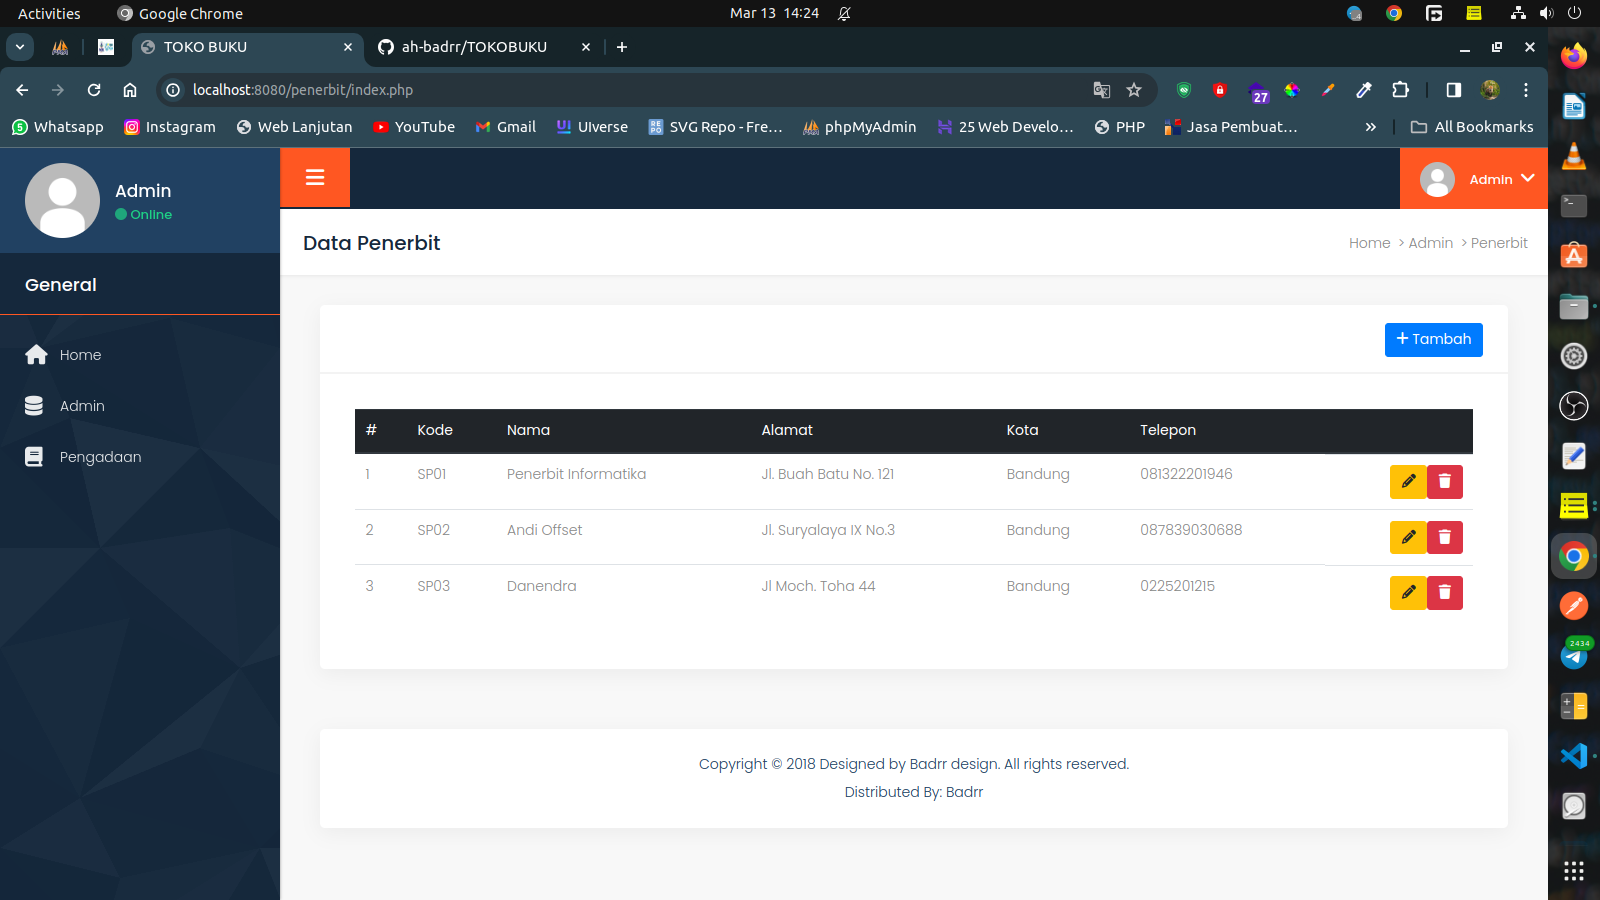 Activities
Google Chrome
Mar 13 14:24
TOKO BUKU
ah-badrr/TOKOBUKU
localhost:8080/penerbit/index.php
27
Whatsapp
Instagram
Web Lanjutan
YouTube
Gmail
UIverse
SVG Repo - Fre...
phpMyAdmin
25 Web Develo...
PHP
Jasa Pembuat...
All Bookmarks
Admin
Online
Admin
Data Penerbit
Home > Admin > Penerbit
General
Home
Admin
Pengadaan
+ Tambah
# Kode Nama Alamat Kota Telepon
1 SP01 Penerbit Informatika Jl. Buah Batu No. 121 Bandung 081322201946
2 SP02 Andi Offset Jl. Suryalaya IX No.3 Bandung 087839030688
3 SP03 Danendra Jl Moch. Toha 44 Bandung 0225201215
Copyright © 2018 Designed by Badrr design. All rights reserved.
Distributed By: Badrr
2434